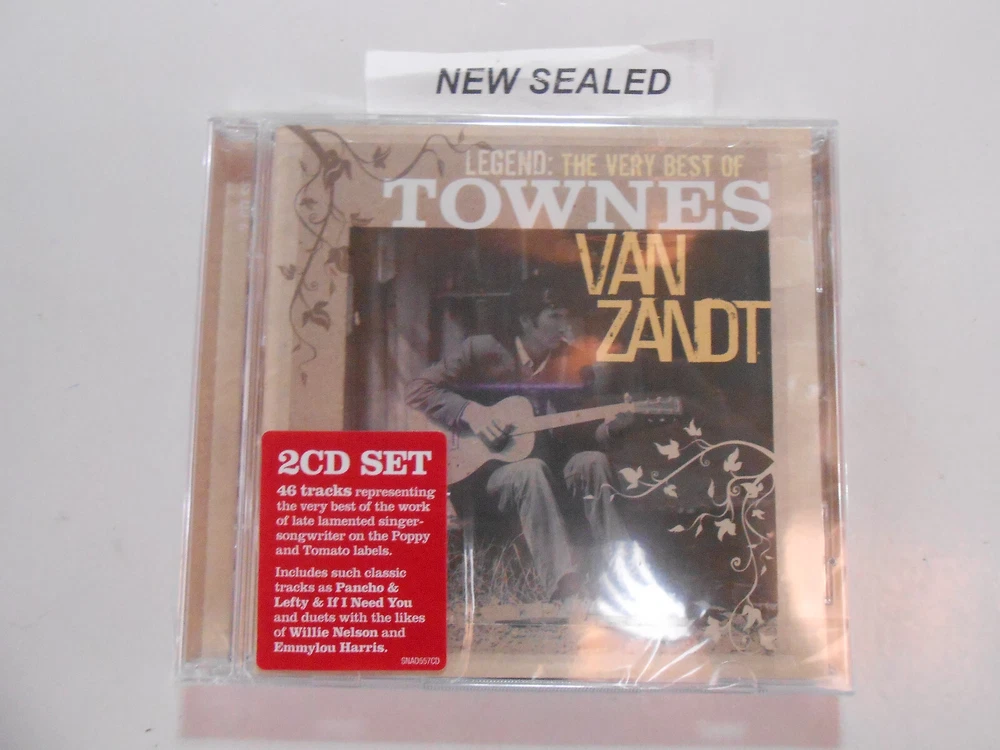 NEW SEALED
LEGEND: THE VERY BEST OF
TOWNES
VAN
ZANDT
2CD SET
46 tracks representing
the very best of the work
of late lamented singer-
songwriter on the Poppy
and Tomato labels.
Includes such classic
tracks as Pancho &
Lefty & If I Need You
and duets with the likes
of Willie Nelson and
Emmylou Harris.
SNAD557CD